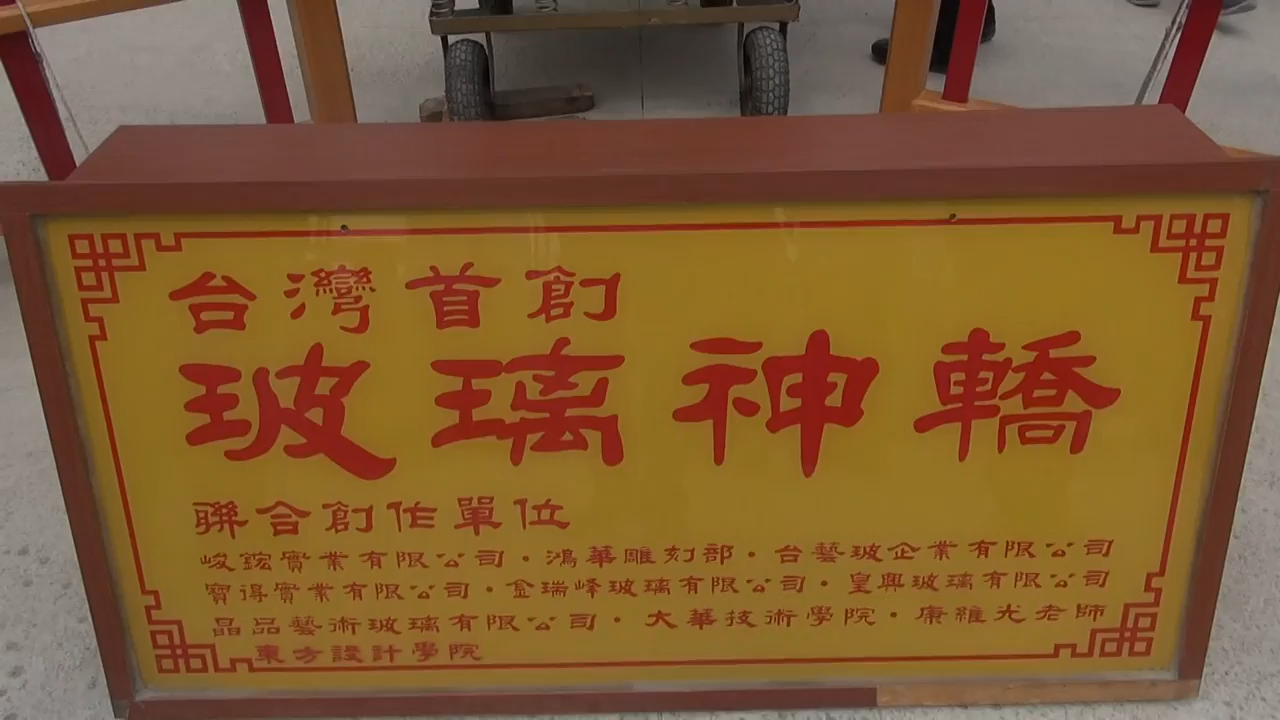 台灣首創
玻璃神轎
聯合創作單位
峻鋐實業有限公司·鴻華雕刻部·台藝玻企業有限公司
寶得實業有限公司·金瑞峰玻璃有限公司·皇興玻璃有限公司
晶品藝術玻璃有限公司·大華技術學院·康維光老師
東方設計學院